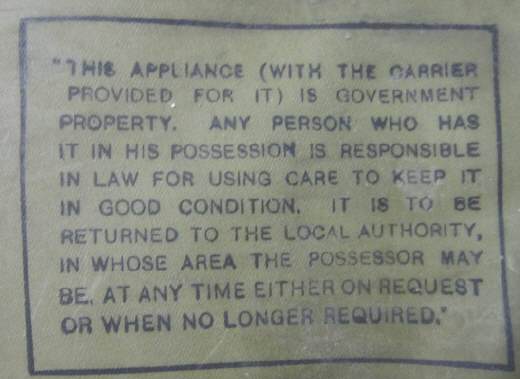 "THIS APPLIANCE (WITH THE CARRIER
PROVIDED FOR IT) IS GOVERNMENT
PROPERTY. ANY PERSON WHO HAS
IT IN HIS POSSESSION IS RESPONSIBLE
IN LAW FOR USING CARE TO KEEP IT
IN GOOD CONDITION. IT IS TO BE
RETURNED TO THE LOCAL AUTHORITY,
IN WHOSE AREA THE POSSESSOR MAY
BE, AT ANY TIME EITHER ON REQUEST
OR WHEN NO LONGER REQUIRED."